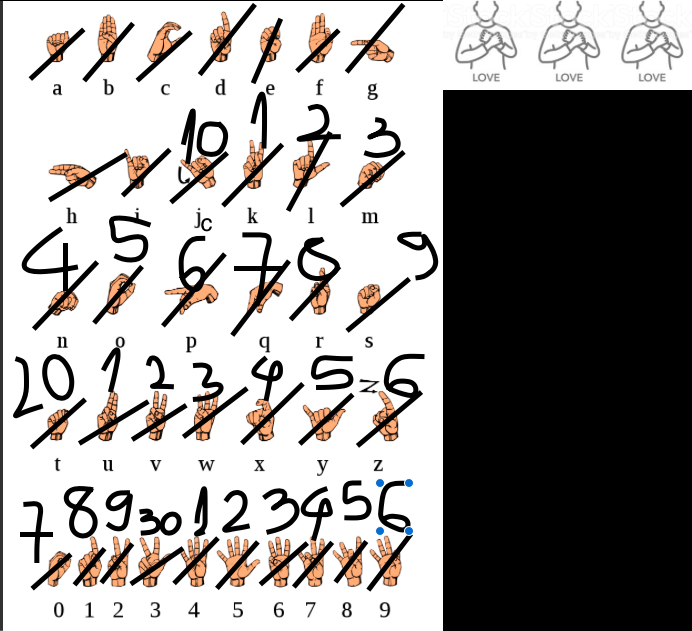 a b c d e f g
LOVE LOVE LOVE
10 1 2 3
h i j k l m
c
4 5 6 7 8 9
n o p q r s
20 1 2 3 4 5 z 6
t u v w x y z
7 8 9 30 1 2 3 4 5 6
0 1 2 3 4 5 6 7 8 9